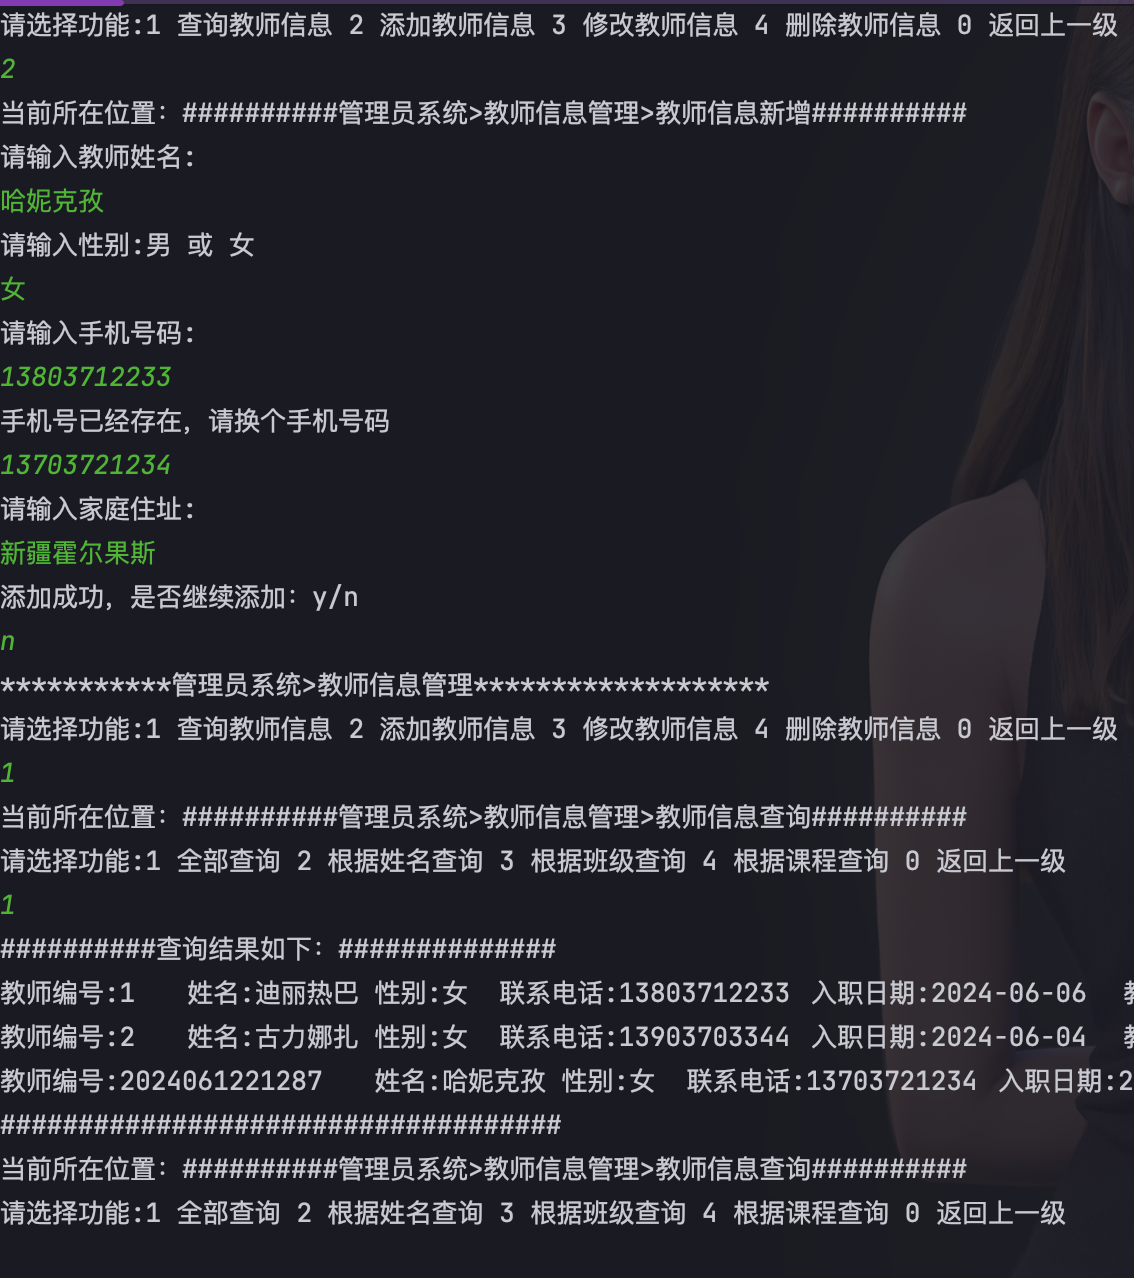 请选择功能:1 查询教师信息 2 添加教师信息 3 修改教师信息 4 删除教师信息 0 返回上一级
2
当前所在位置：##########管理员系统>教师信息管理>教师信息新增##########
请输入教师姓名:
哈妮克孜
请输入性别:男 或 女
女
请输入手机号码:
13803712233
手机号已经存在，请换个手机号码
13703721234
请输入家庭住址:
新疆霍尔果斯
添加成功，是否继续添加：y/n
n
***********管理员系统>教师信息管理*******************
请选择功能:1 查询教师信息 2 添加教师信息 3 修改教师信息 4 删除教师信息 0 返回上一级
1
当前所在位置：##########管理员系统>教师信息管理>教师信息查询##########
请选择功能:1 全部查询 2 根据姓名查询 3 根据班级查询 4 根据课程查询 0 返回上一级
1
##########查询结果如下：##############
教师编号:1 姓名:迪丽热巴 性别:女 联系电话:13803712233 入职日期:2024-06-06
教师编号:2 姓名:古力娜扎 性别:女 联系电话:13903703344 入职日期:2024-06-04
教师编号:2024061221287 姓名:哈妮克孜 性别:女 联系电话:13703721234 入职日期:2
####################################
当前所在位置：##########管理员系统>教师信息管理>教师信息查询##########
请选择功能:1 全部查询 2 根据姓名查询 3 根据班级查询 4 根据课程查询 0 返回上一级